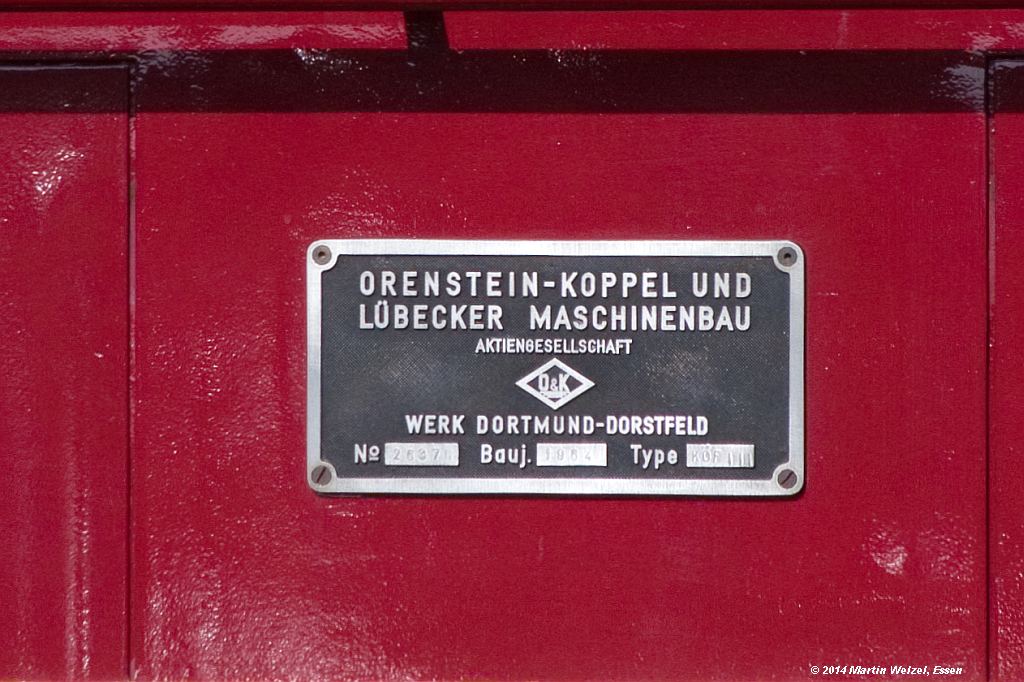 ORENSTEIN-KOPPEL UND
LÜBECKER MASCHINENBAU
AKTIENGESELLSCHAFT
O&K
WERK DORTMUND-DORSTFELD
Nº Bauj. 1964 Type
© 2014 Martin Welzel, Essen